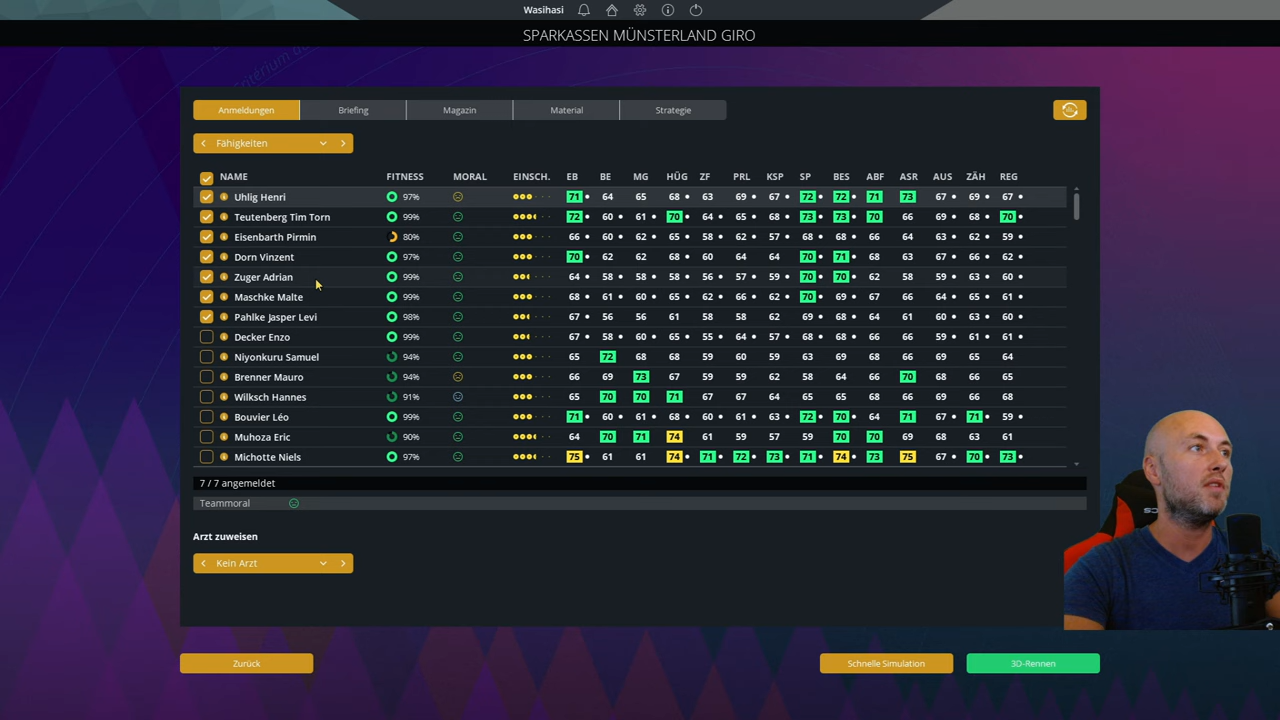 Wasihasi
SPARKASSEN MÜNSTERLAND GIRO
Anmeldungen Briefing Magazin Material Strategie
Fähigkeiten
NAME FITNESS MORAL EINSCH. EB BE MG HÜG ZF PRL KSP SP BES ABF ASR AUS ZÄH REG
Uhlig Henri 97% 71 64 65 68 63 69 67 72 72 71 73 67 69 67
Teutenberg Tim Torn 99% 72 60 61 70 64 65 68 73 73 70 66 69 68 70
Eisenbarth Pirmin 80% 66 60 62 65 58 62 57 68 68 66 64 63 62 59
Dorn Vinzent 97% 70 62 62 68 60 64 64 70 71 68 63 67 66 62
Zuger Adrian 99% 64 58 58 58 56 57 59 70 70 62 58 59 63 60
Maschke Malte 99% 68 61 60 65 62 66 62 70 69 67 66 64 65 61
Pahlke Jasper Levi 98% 67 56 56 61 58 58 62 69 68 64 61 60 63 60
Decker Enzo 99% 67 58 60 65 55 64 57 68 68 66 62 59 61 61
Niyonkuru Samuel 94% 65 72 68 68 59 60 59 63 69 68 66 69 65 64
Brenner Mauro 94% 66 69 73 67 59 59 62 58 64 66 70 68 66 65
Wilksch Hannes 91% 65 70 70 71 67 67 64 65 68 66 68 69 66 68
Bouvier Léo 99% 71 60 61 68 60 61 63 72 70 64 71 67 71 59
Muhoza Eric 90% 64 70 71 74 61 59 57 59 70 70 69 68 63 61
Michotte Niels 97% 75 61 61 74 71 72 73 71 74 73 75 67 70 73
7 / 7 angemeldet
Teammoral
Arzt zuweisen
Kein Arzt
Zurück Schnelle Simulation 3D-Rennen